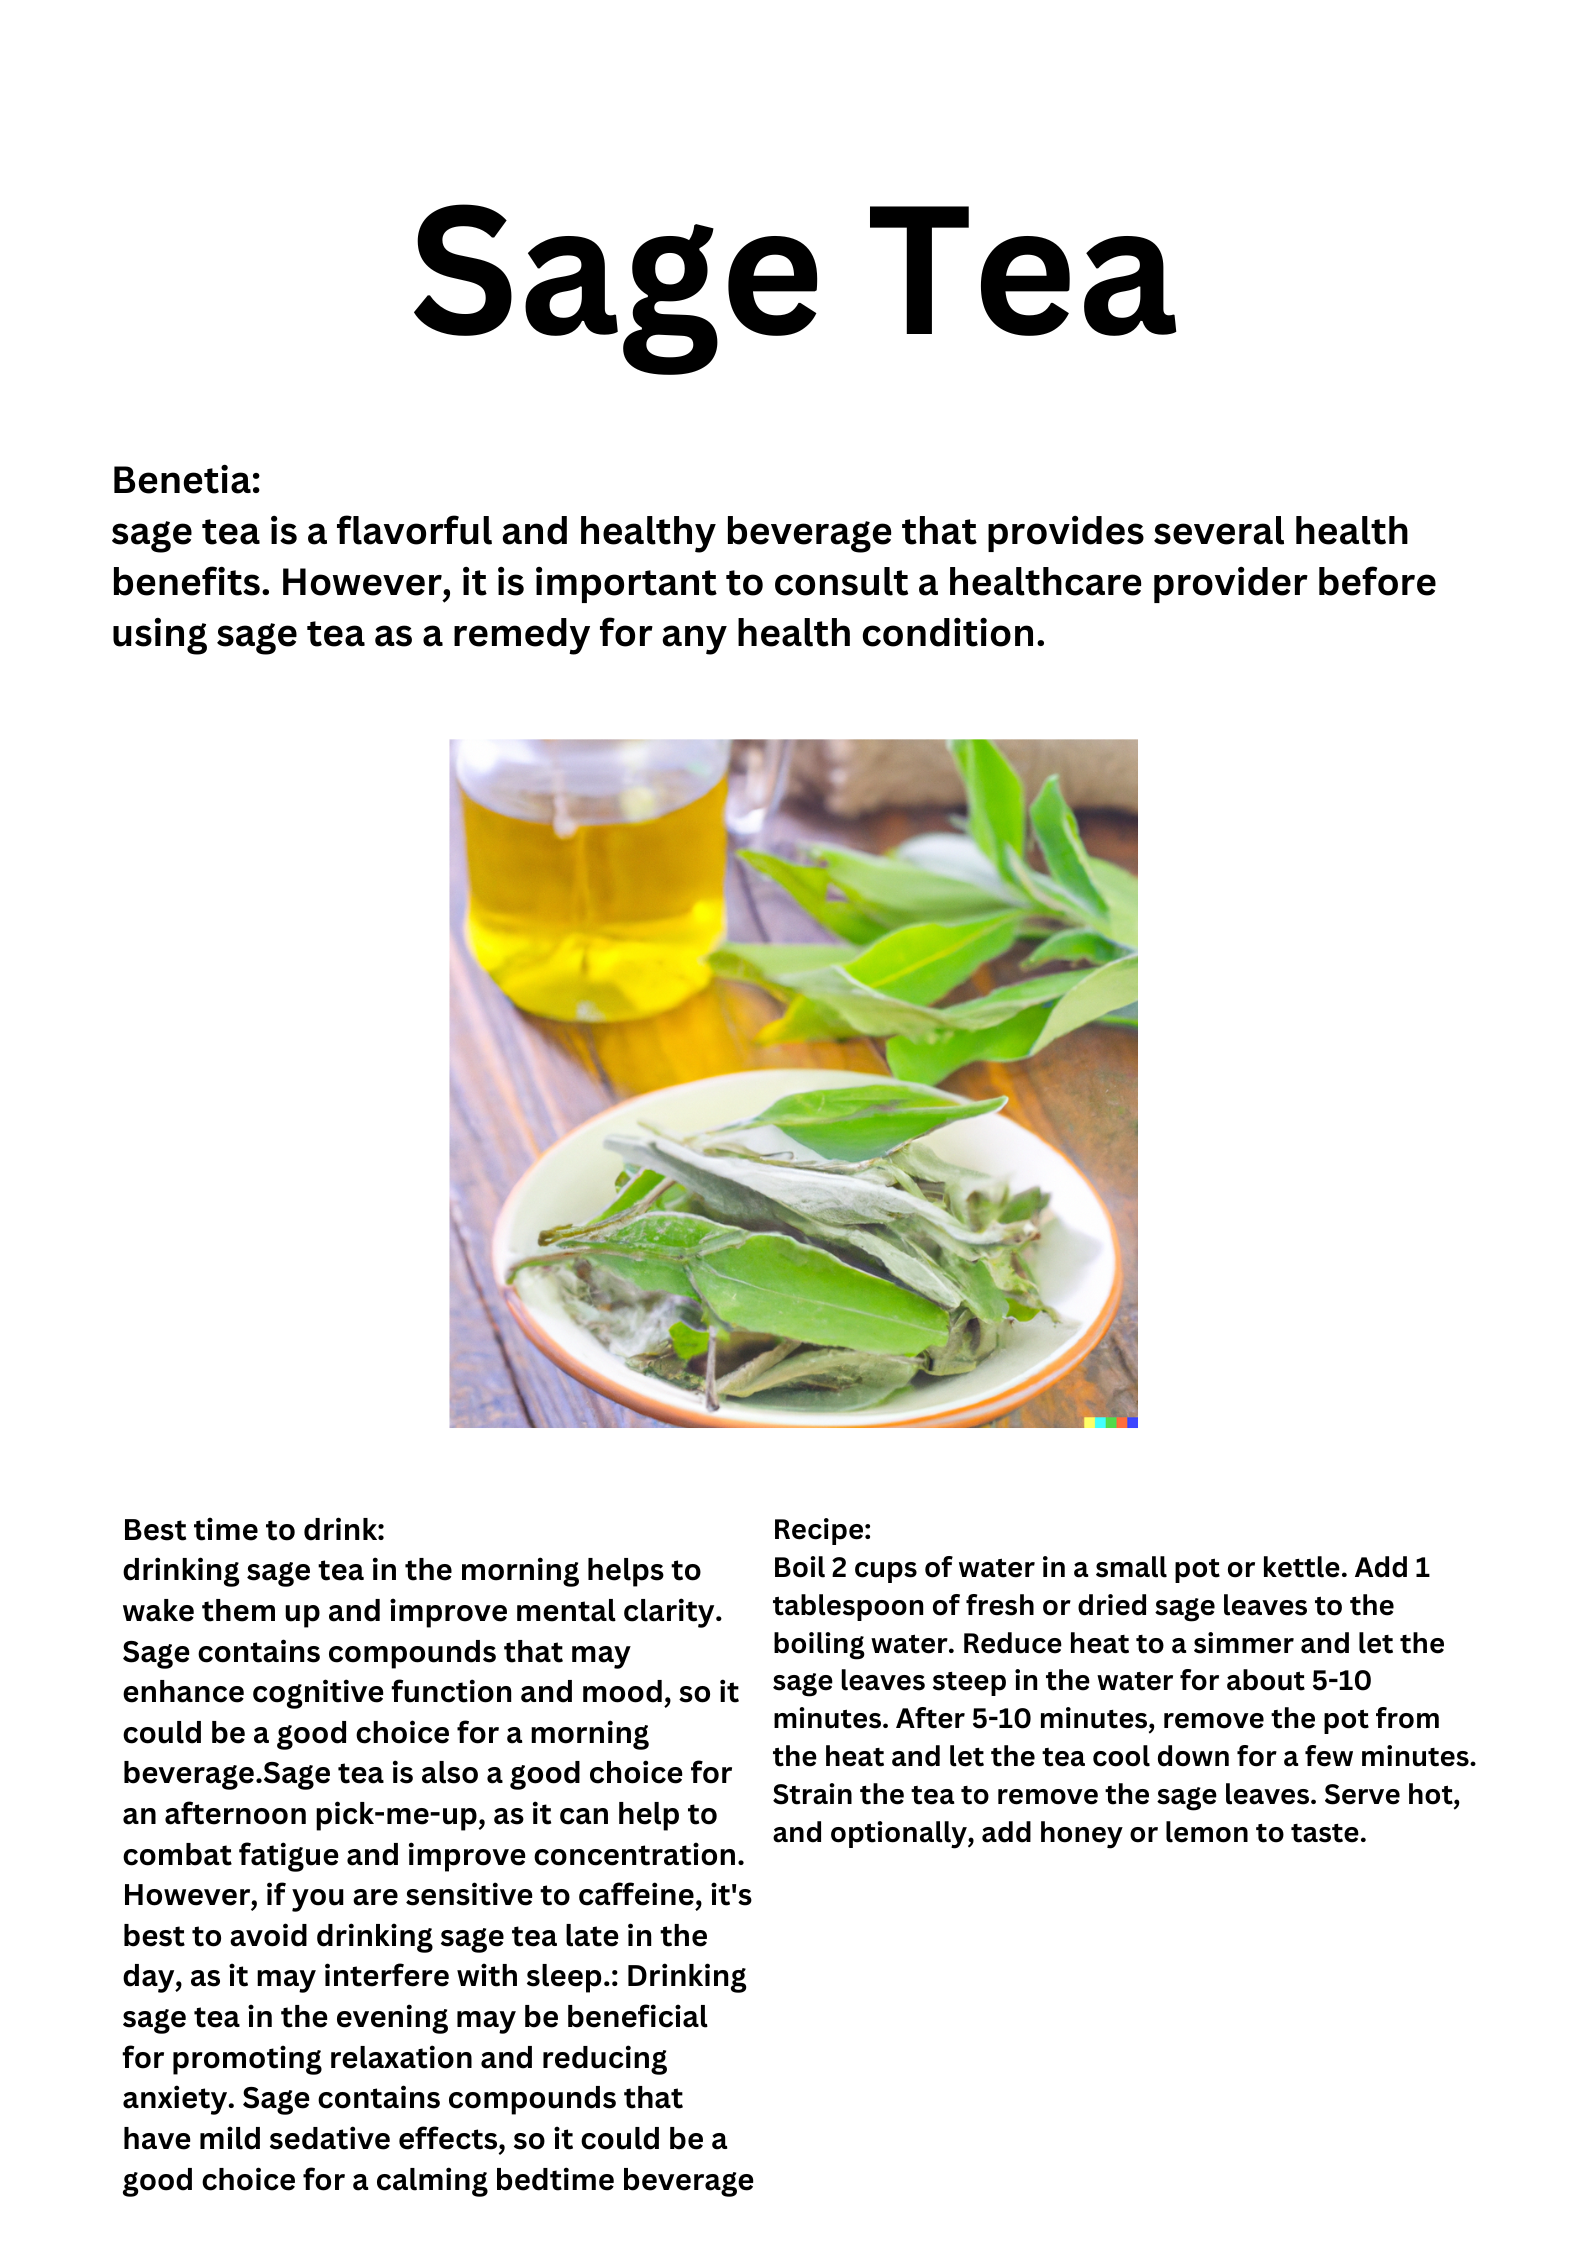 Sage Tea
Benetia:
sage tea is a flavorful and healthy beverage that provides several health
benefits. However, it is important to consult a healthcare provider before
using sage tea as a remedy for any health condition.
Best time to drink:
drinking sage tea in the morning helps to
wake them up and improve mental clarity.
Sage contains compounds that may
enhance cognitive function and mood, so it
could be a good choice for a morning
beverage.Sage tea is also a good choice for
an afternoon pick-me-up, as it can help to
combat fatigue and improve concentration.
However, if you are sensitive to caffeine, it's
best to avoid drinking sage tea late in the
day, as it may interfere with sleep.: Drinking
sage tea in the evening may be beneficial
for promoting relaxation and reducing
anxiety. Sage contains compounds that
have mild sedative effects, so it could be a
good choice for a calming bedtime beverage
Recipe:
Boil 2 cups of water in a small pot or kettle. Add 1
tablespoon of fresh or dried sage leaves to the
boiling water. Reduce heat to a simmer and let the
sage leaves steep in the water for about 5-10
minutes. After 5-10 minutes, remove the pot from
the heat and let the tea cool down for a few minutes.
Strain the tea to remove the sage leaves. Serve hot,
and optionally, add honey or lemon to taste.